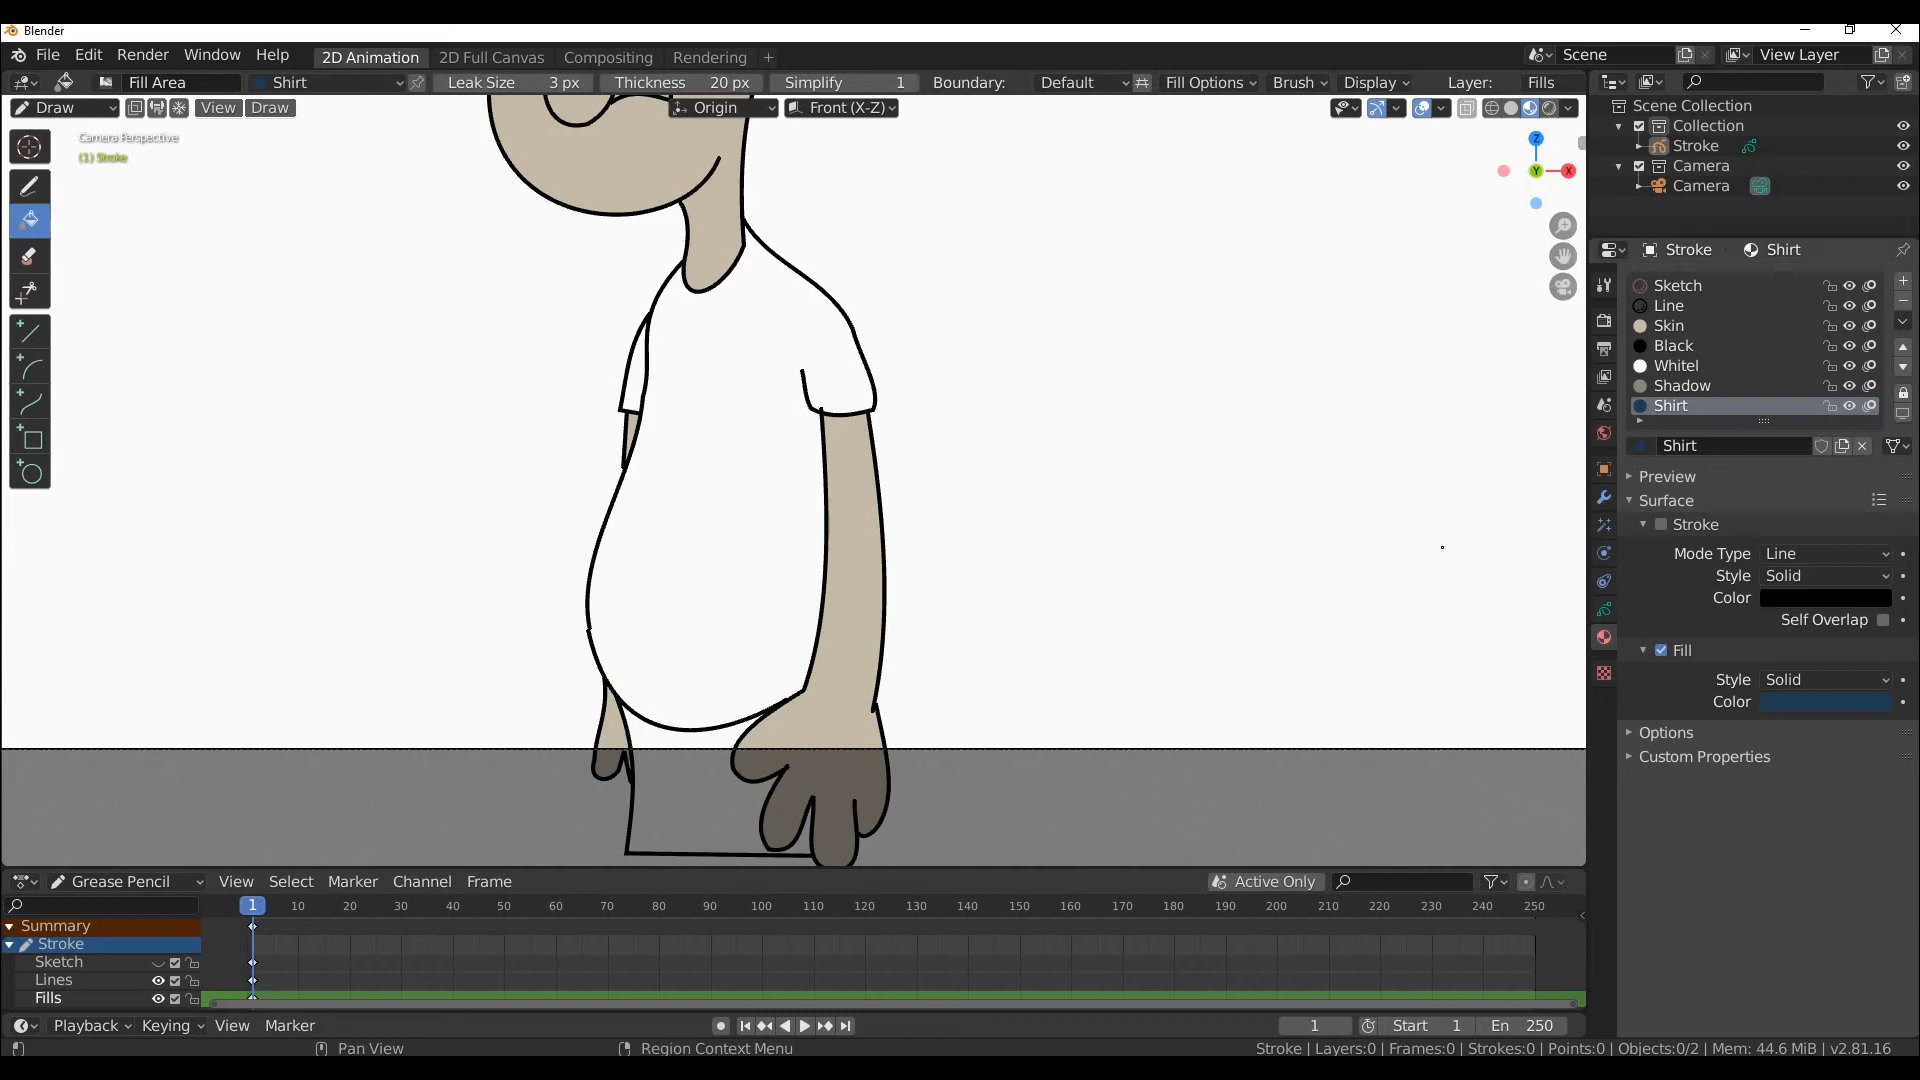 Blender
File Edit Render Window Help 2D Animation 2D Full Canvas Compositing Rendering + Scene View Layer
Fill Area Shirt Leak Size 3 px Thickness 20 px Simplify 1 Boundary: Default Fill Options Brush Display Layer: Fills
Draw View Draw Origin Front (X-Z)
Camera Perspective
(1) Stroke
Z
Y
X
Scene Collection
Collection
Stroke
Camera
Camera
Stroke Shirt
Sketch
Line
Skin
Black
Whitel
Shadow
Shirt
Shirt
Preview
Surface
Stroke
Mode Type Line
Style Solid
Color
Self Overlap
Fill
Style Solid
Color
Options
Custom Properties
Grease Pencil View Select Marker Channel Frame Active Only
1 10 20 30 40 50 60 70 80 90 100 110 120 130 140 150 160 170 180 190 200 210 220 230 240 250
Summary
Stroke
Sketch
Lines
Fills
Playback Keying View Marker 1 Start 1 En 250
Pan View Region Context Menu Stroke | Layers:0 | Frames:0 | Strokes:0 | Points:0 | Objects:0/2 | Mem: 44.6 MiB | v2.81.16